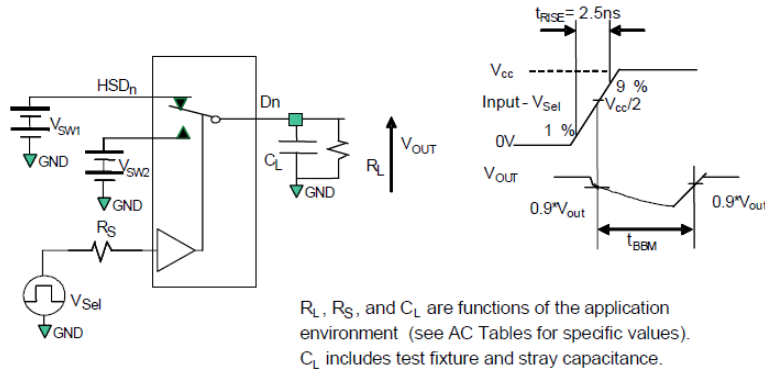 tRISE= 2.5ns
HSDn
Dn
VSW1
GND
VSW2
GND
CL
RL
VOUT
GND
RS
VSel
GND
Vcc
9 %
Input - VSel
Vcc/2
1 %
0V
VOUT
0.9*Vout
0.9*Vout
tBBM
RL, RS, and CL are functions of the application
environment (see AC Tables for specific values).
CL includes test fixture and stray capacitance.